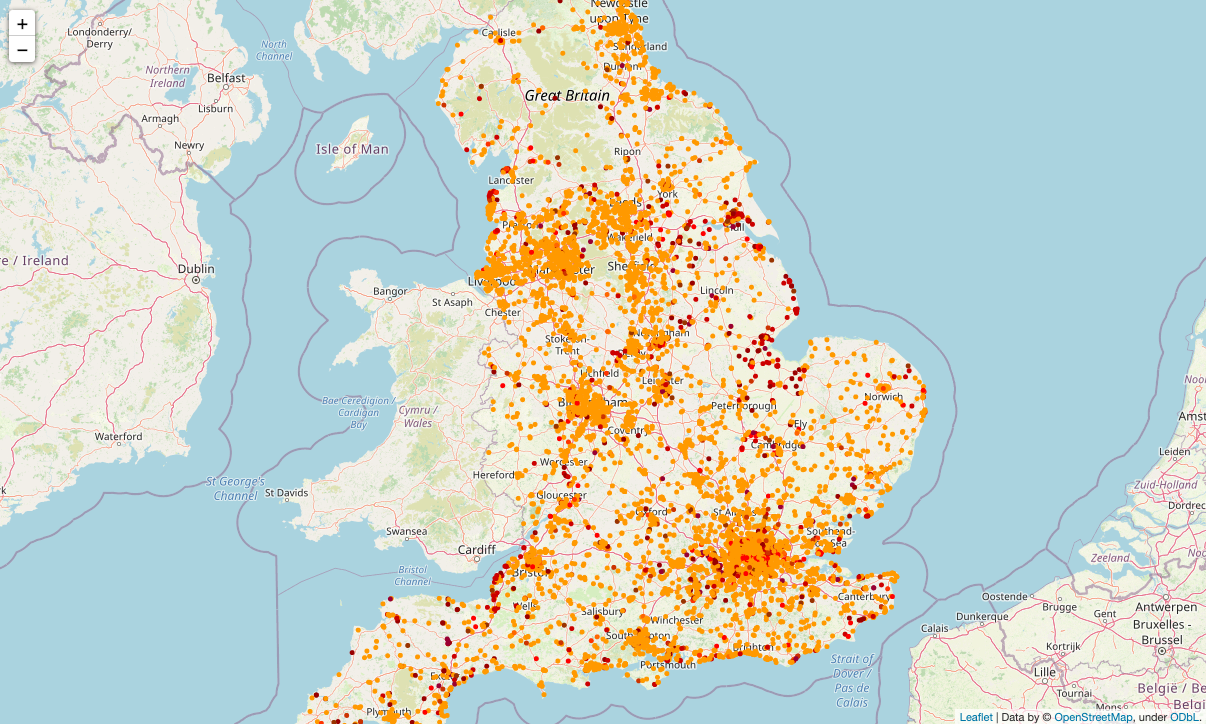 +
−
Newcastle
upon Tyne
Londonderry/
Derry
Carlisle
North
Channel
Sunderland
Durham
Northern
Ireland
Belfast
Great Britain
Lisburn
Armagh
Newry
Isle of Man
Ripon
Lancaster
York
Leeds
Preston
Hull
Wakefield
Manchester
Sheffield
re / Ireland
Dublin
Liverpool
Bangor
St Asaph
Lincoln
Chester
Nottingham
Stoke-on-
Trent
Derby
Lichfield
Leicester
Norwich
Birmingham
Peterborough
Bae Ceredigion /
Cardigan
Bay
Cymru /
Wales
Ely
Coventry
Cambridge
Waterford
Worcester
Hereford
St George's
Channel
St Davids
Gloucester
Oxford
St Albans
Swansea
Southend-
on-Sea
Cardiff
Bristol
Channel
Bristol
Canterbury
Wells
Salisbury
Winchester
Southampton
Brighton
Portsmouth
Exeter
Plymouth
Strait of
Dover /
Pas de
Calais
Amst
Leiden
Zuid-Holland
Dordrec
Zeeland
Oostende
Brugge
Antwerpen
Dunkerque
Gent
Calais
Bruxelles -
Brussel
Kortrijk
Lille
Tournai
België / Be
Mons
Belgi
Leaflet | Data by © OpenStreetMap, under ODbL.